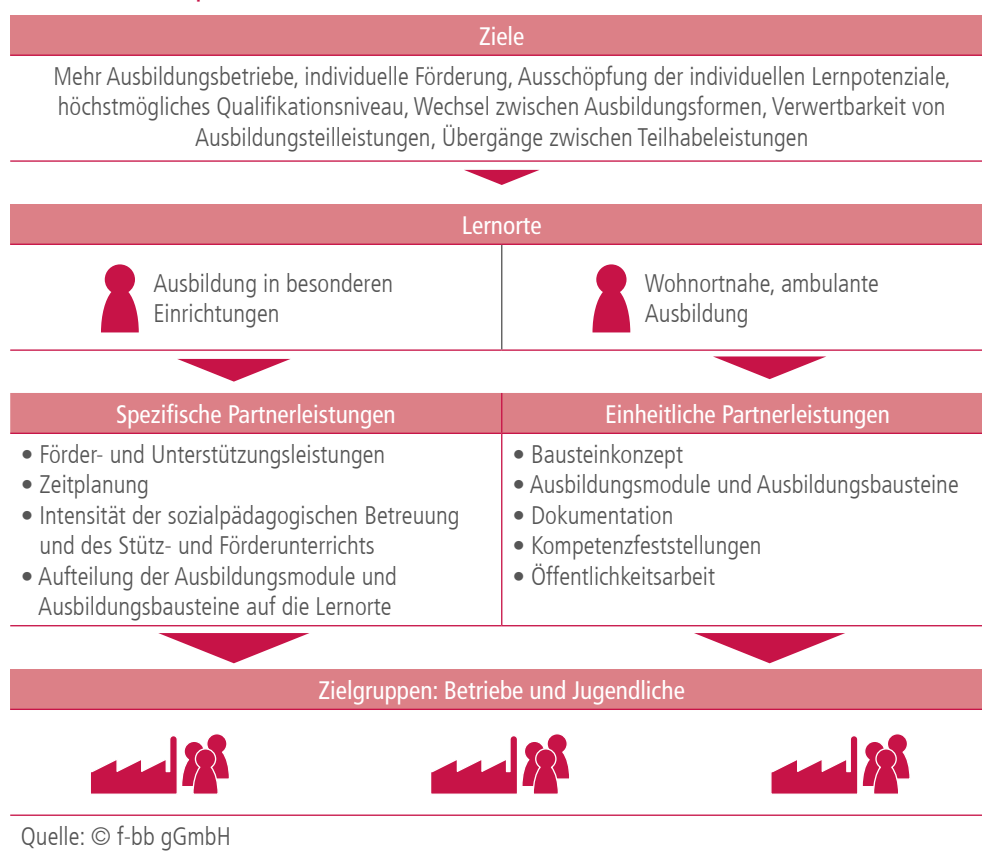 Ziele
Mehr Ausbildungsbetriebe, individuelle Förderung, Ausschöpfung der individuellen Lernpotenziale,
höchstmögliches Qualifikationsniveau, Wechsel zwischen Ausbildungsformen, Verwertbarkeit von
Ausbildungsteilleistungen, Übergänge zwischen Teilhabeleistungen
Lernorte
Ausbildung in besonderen
Einrichtungen
Wohnortnahe, ambulante
Ausbildung
Spezifische Partnerleistungen
• Förder- und Unterstützungsleistungen
• Zeitplanung
• Intensität der sozialpädagogischen Betreuung
und des Stütz- und Förderunterrichts
• Aufteilung der Ausbildungsmodule und
Ausbildungsbausteine auf die Lernorte
Einheitliche Partnerleistungen
• Bausteinkonzept
• Ausbildungsmodule und Ausbildungsbausteine
• Dokumentation
• Kompetenzfeststellungen
• Öffentlichkeitsarbeit
Zielgruppen: Betriebe und Jugendliche
Quelle: © f-bb gGmbH